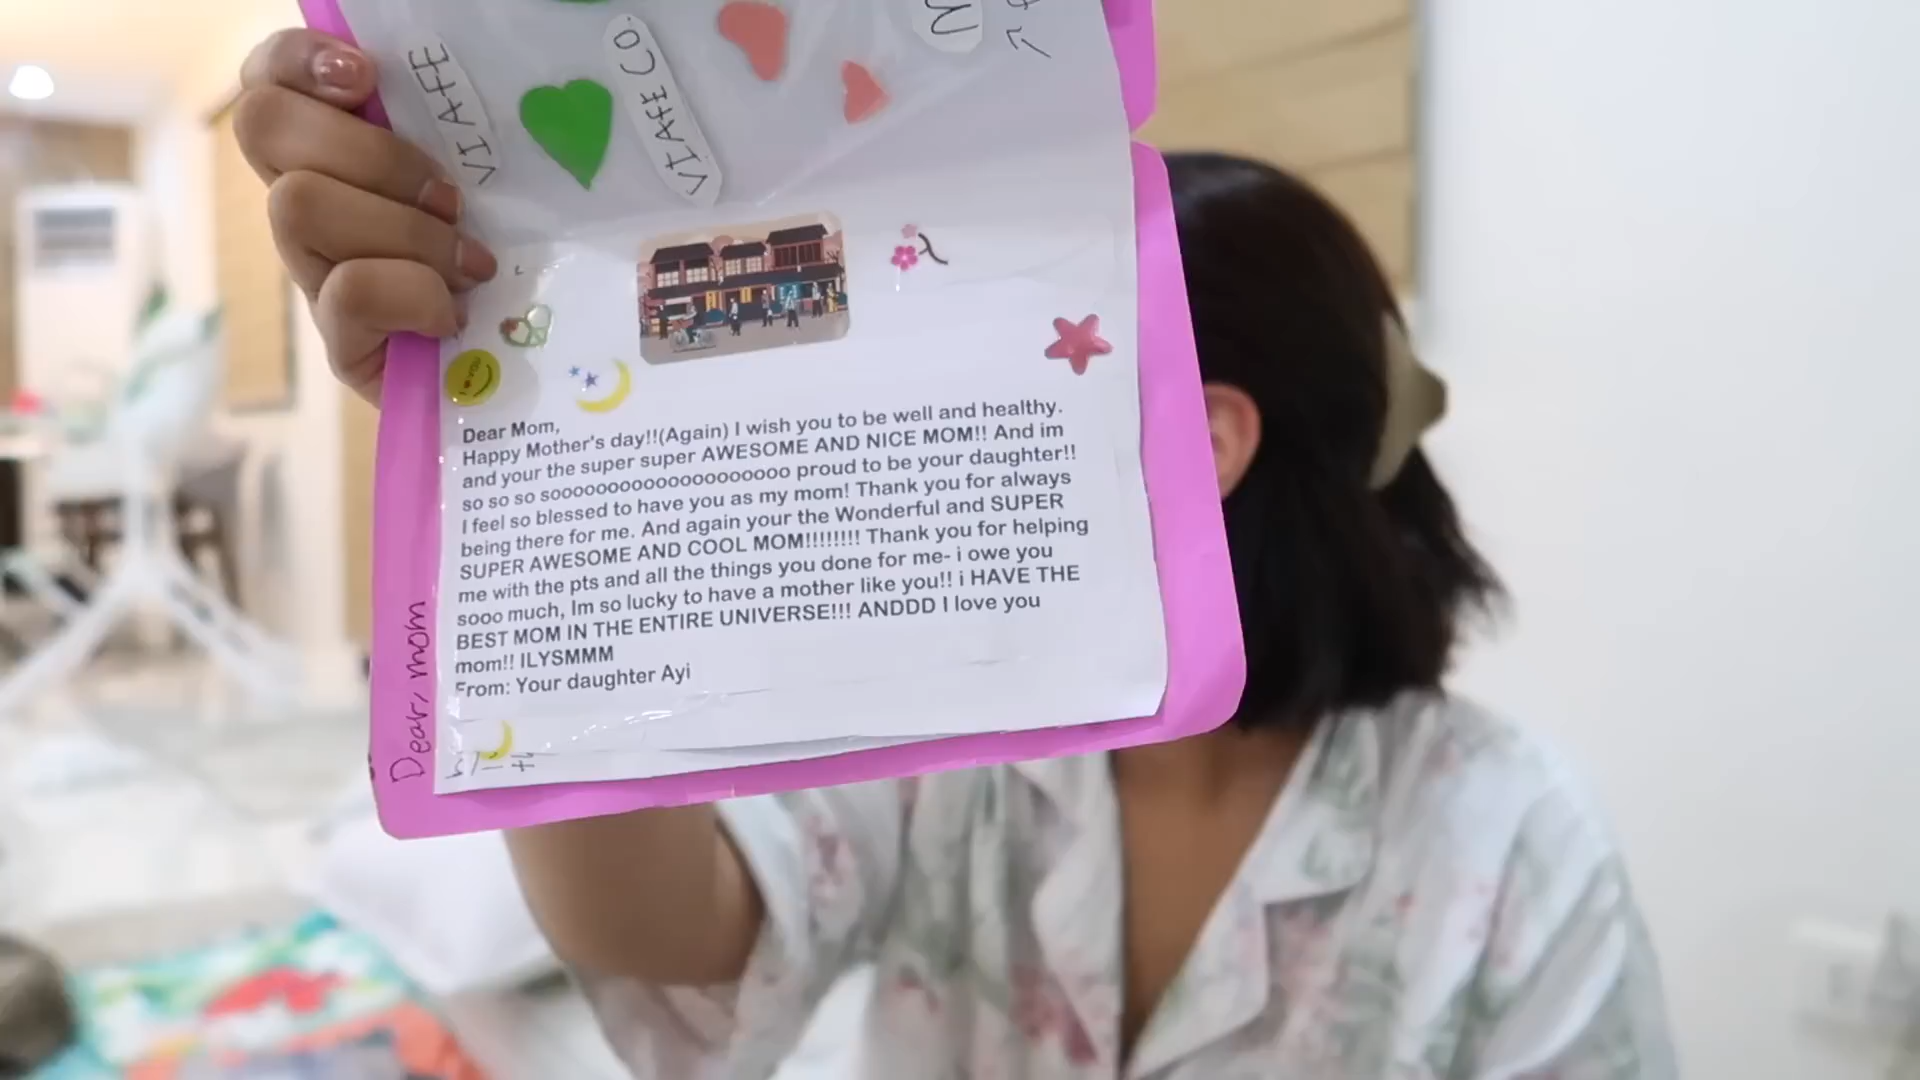 VIAFE
VIAFE CO
Dear Mom,
Happy Mother's day!!(Again) I wish you to be well and healthy.
and your the super super AWESOME AND NICE MOM!! And im
so so so soooooooooooooooooooo proud to be your daughter!!
I feel so blessed to have you as my mom! Thank you for always
being there for me. And again your the Wonderful and SUPER
SUPER AWESOME AND COOL MOM!!!!!!!! Thank you for helping
me with the pts and all the things you done for me- i owe you
sooo much, Im so lucky to have a mother like you!! i HAVE THE
BEST MOM IN THE ENTIRE UNIVERSE!!! ANDDD I love you
mom!! ILYSMMM
From: Your daughter Ayi
Dear, mom